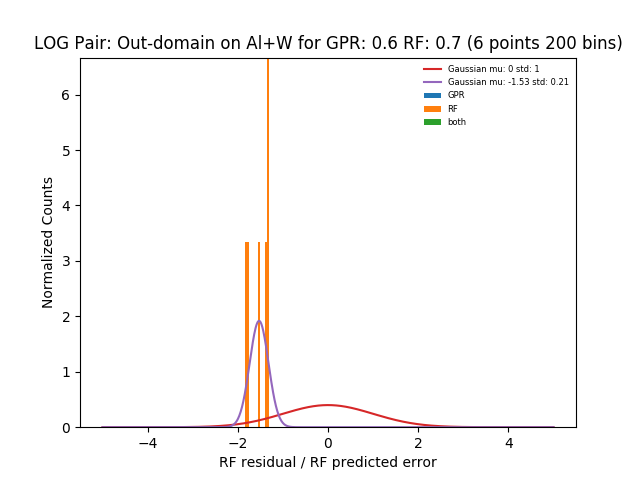 LOG Pair: Out-domain on Al+W for GPR: 0.6 RF: 0.7 (6 points 200 bins)
Gaussian mu: 0 std: 1
Gaussian mu: -1.53 std: 0.21
GPR
RF
both
Normalized Counts
6
5
4
3
2
1
0
−4
−2
0
2
4
RF residual / RF predicted error